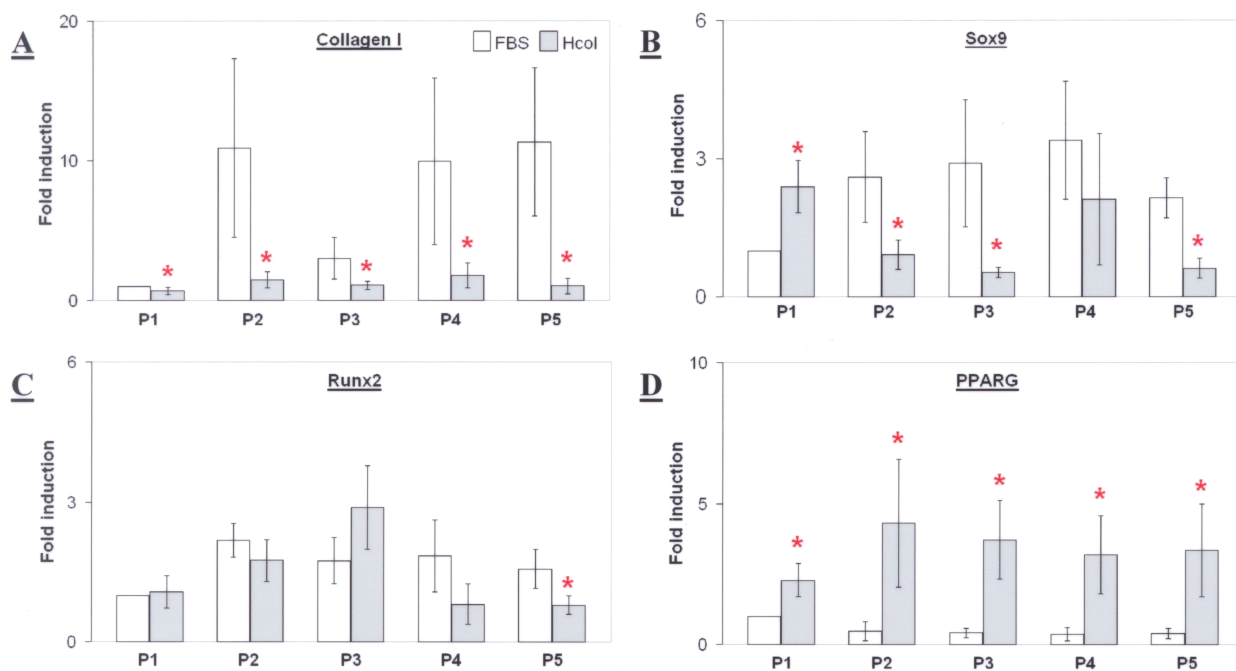 A
Collagen I
FBS
Hcol
20
10
0
Fold induction
*
*
*
*
*
P1
P2
P3
P4
P5
B
Sox9
6
3
0
Fold induction
*
*
*
*
P1
P2
P3
P4
P5
C
Runx2
6
3
0
Fold induction
*
P1
P2
P3
P4
P5
D
PPARG
10
5
0
Fold induction
*
*
*
*
*
P1
P2
P3
P4
P5